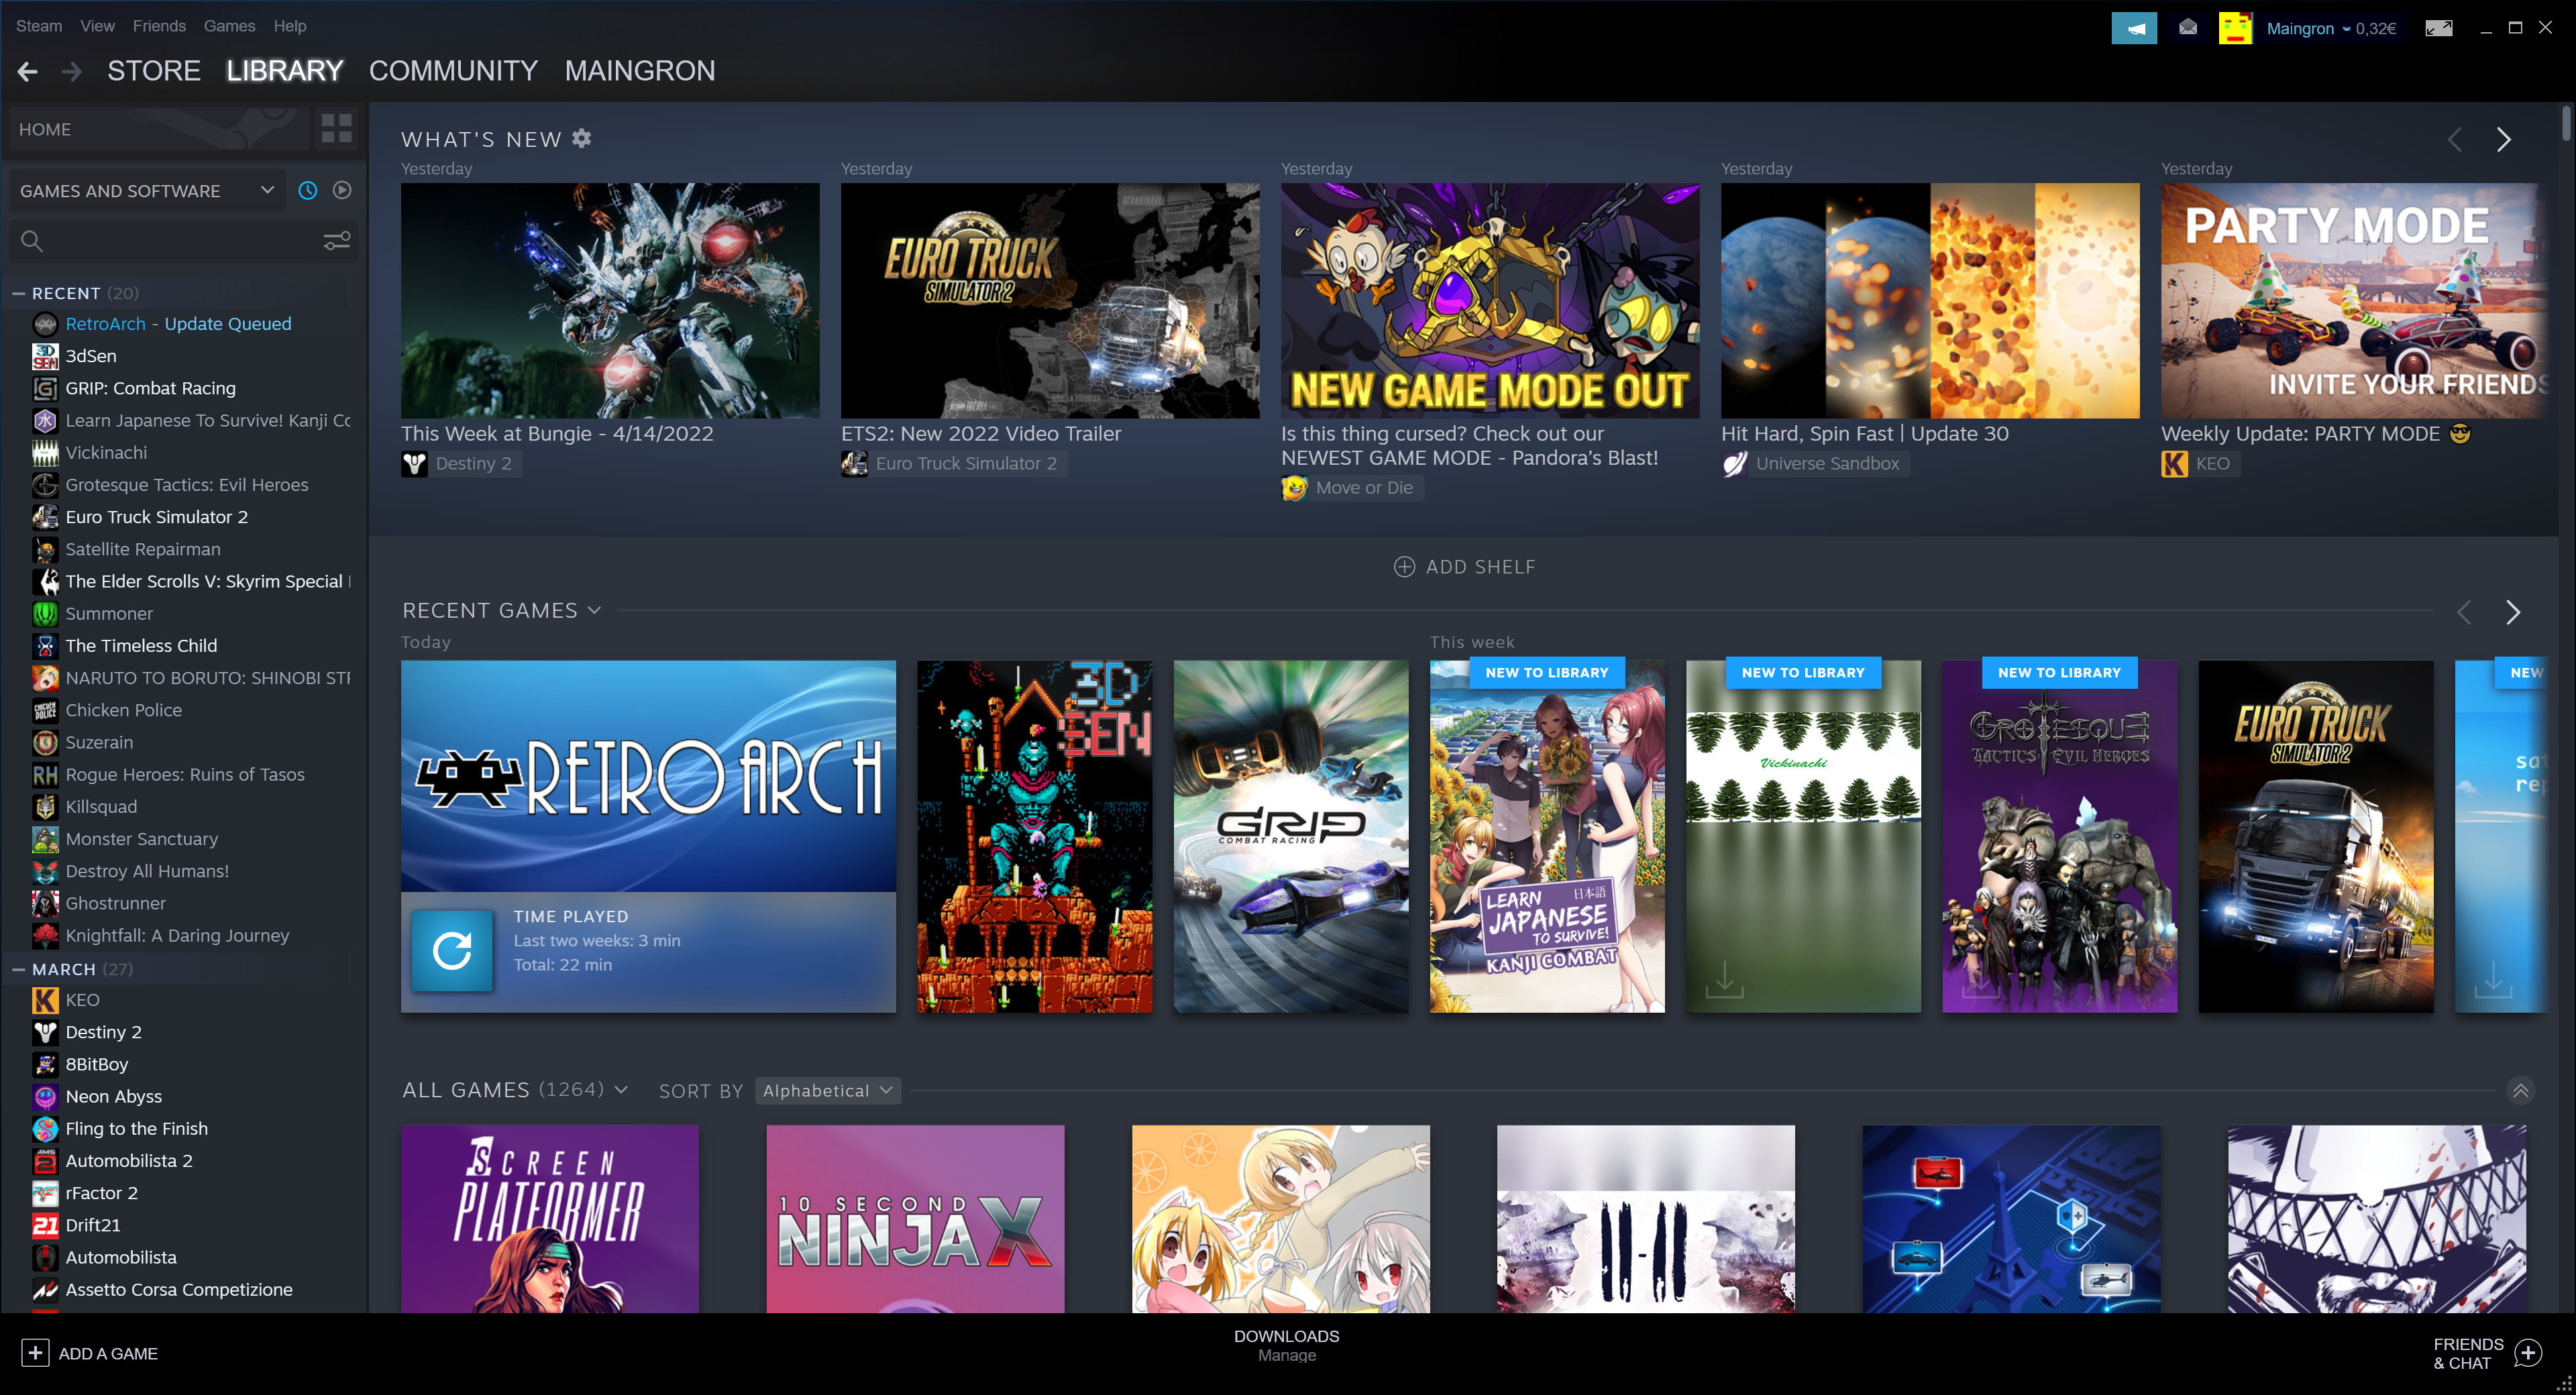 Steam View Friends Games Help
Maingron 0,32€
STORE LIBRARY COMMUNITY MAINGRON
HOME
GAMES AND SOFTWARE
RECENT (20)
RetroArch - Update Queued
3dSen
GRIP: Combat Racing
Learn Japanese To Survive! Kanji Co
Vickinachi
Grotesque Tactics: Evil Heroes
Euro Truck Simulator 2
Satellite Repairman
The Elder Scrolls V: Skyrim Special
Summoner
The Timeless Child
NARUTO TO BORUTO: SHINOBI STR
Chicken Police
Suzerain
Rogue Heroes: Ruins of Tasos
Killsquad
Monster Sanctuary
Destroy All Humans!
Ghostrunner
Knightfall: A Daring Journey
MARCH (27)
KEO
Destiny 2
8BitBoy
Neon Abyss
Fling to the Finish
Automobilista 2
rFactor 2
Drift21
Automobilista
Assetto Corsa Competizione
WHAT'S NEW
Yesterday
This Week at Bungie - 4/14/2022
Destiny 2
Yesterday
EURO TRUCK
SIMULATOR 2
SCANIA
ETS2: New 2022 Video Trailer
Euro Truck Simulator 2
Yesterday
NEW GAME MODE OUT
Is this thing cursed? Check out our
NEWEST GAME MODE - Pandora's Blast!
Move or Die
Yesterday
Hit Hard, Spin Fast | Update 30
Universe Sandbox
Yesterday
PARTY MODE
INVITE YOUR FRIENDS
Weekly Update: PARTY MODE 😎
KEO
ADD SHELF
RECENT GAMES
Today
RETROARCH
TIME PLAYED
Last two weeks: 3 min
Total: 22 min
3D
SEN
GRIP
COMBAT RACING
This week
NEW TO LIBRARY
日本語
LEARN
JAPANESE
TO SURVIVE!
KANJI COMBAT
NEW TO LIBRARY
Vickinachi
NEW TO LIBRARY
GROTESQUE
TACTICS: EVIL HEROES
EURO TRUCK
SIMULATOR 2
NEW
sat
rep
ALL GAMES (1264) SORT BY Alphabetical
1 SCREEN
PLATFORMER
10 SECOND
NINJA X
11-11
ADD A GAME
DOWNLOADS
Manage
FRIENDS
& CHAT